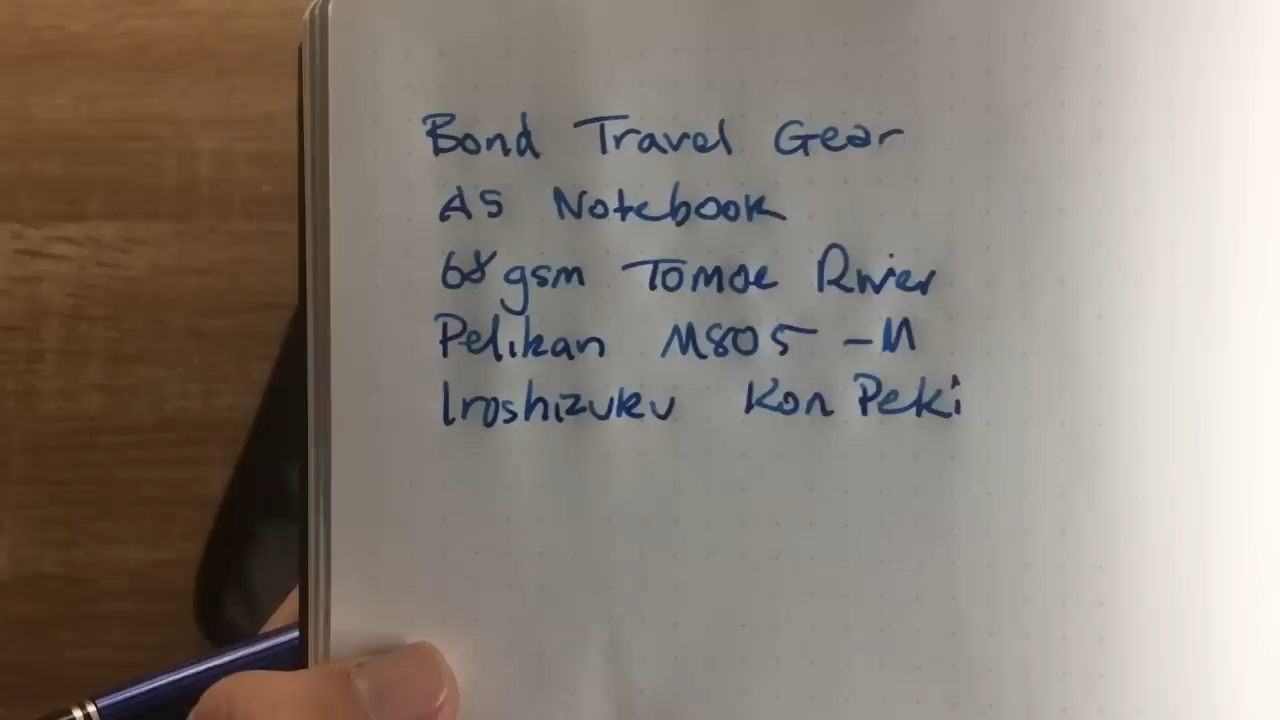 Bond Travel Gear
A5 Notebook
68gsm Tomoe River
Pelikan M805 -M
Iroshizuku Kon Peki